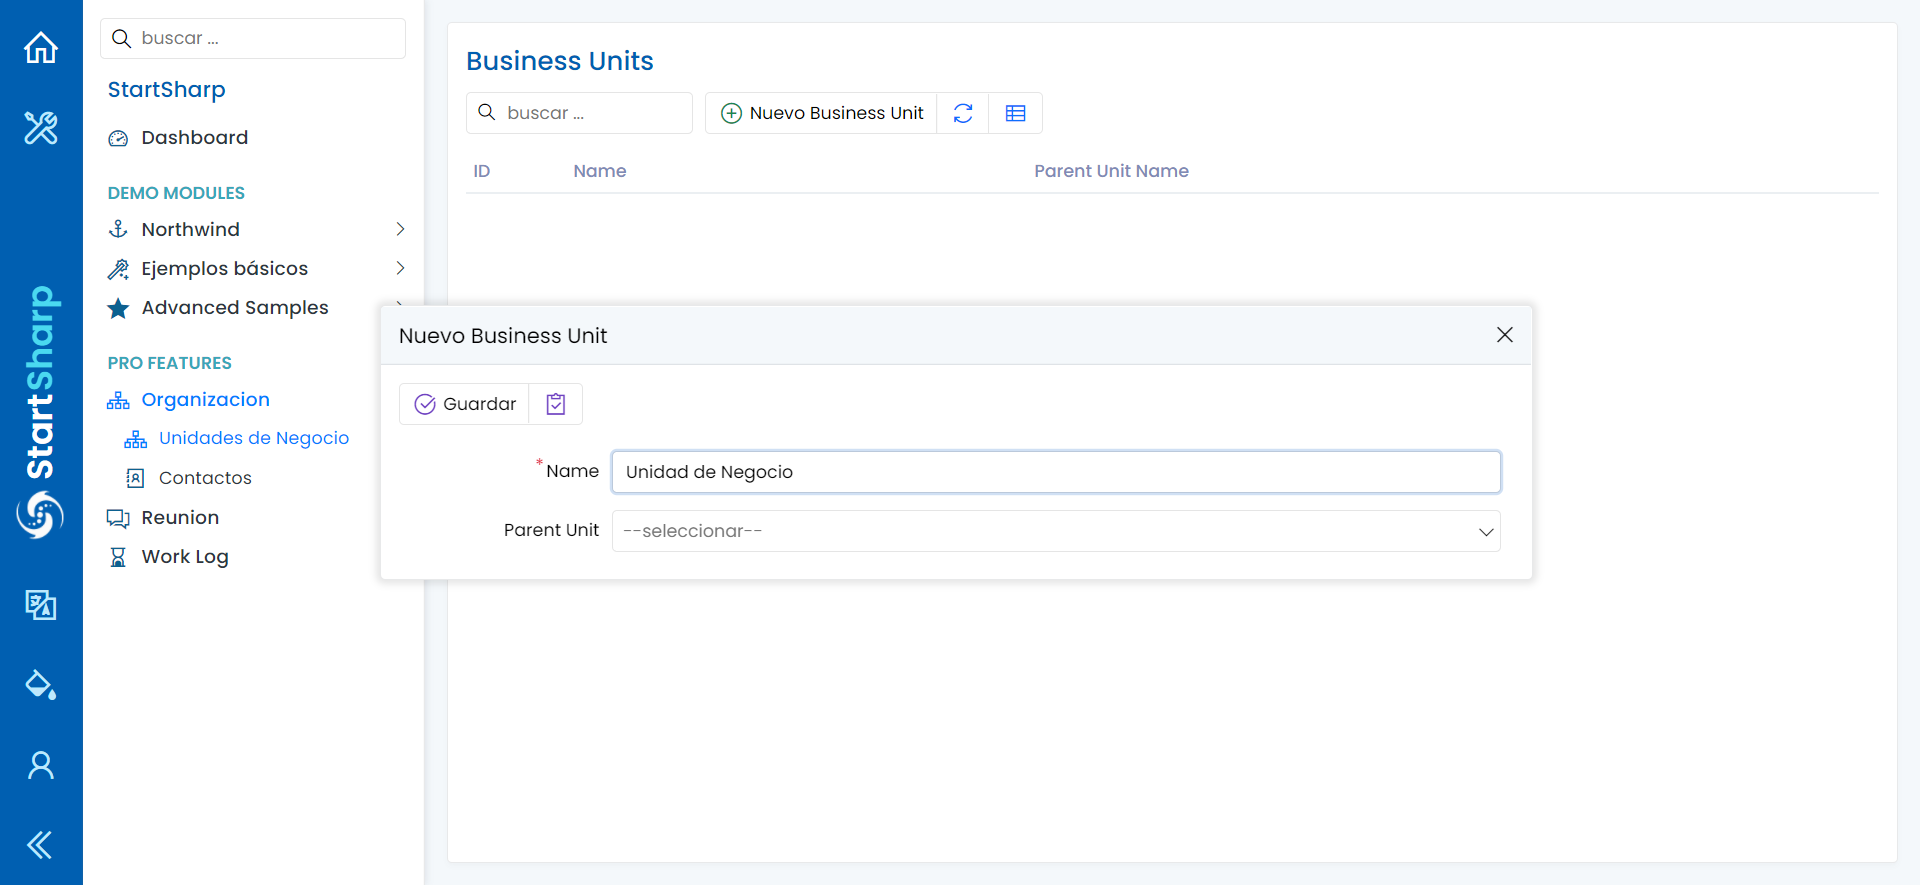 StartSharp
buscar ...
StartSharp
Dashboard
DEMO MODULES
Northwind
Ejemplos básicos
Advanced Samples
PRO FEATURES
Organizacion
Unidades de Negocio
Contactos
Reunion
Work Log
Business Units
buscar ...
Nuevo Business Unit
ID Name Parent Unit Name
Nuevo Business Unit
Guardar
* Name Unidad de Negocio
Parent Unit --seleccionar--